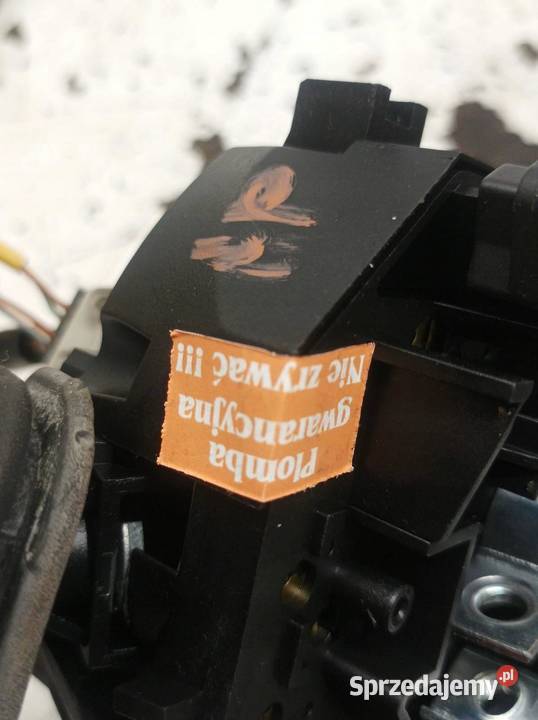 Plomba
gwarancyjna
Nie zrywać !!!
Sprzedajemy.pl